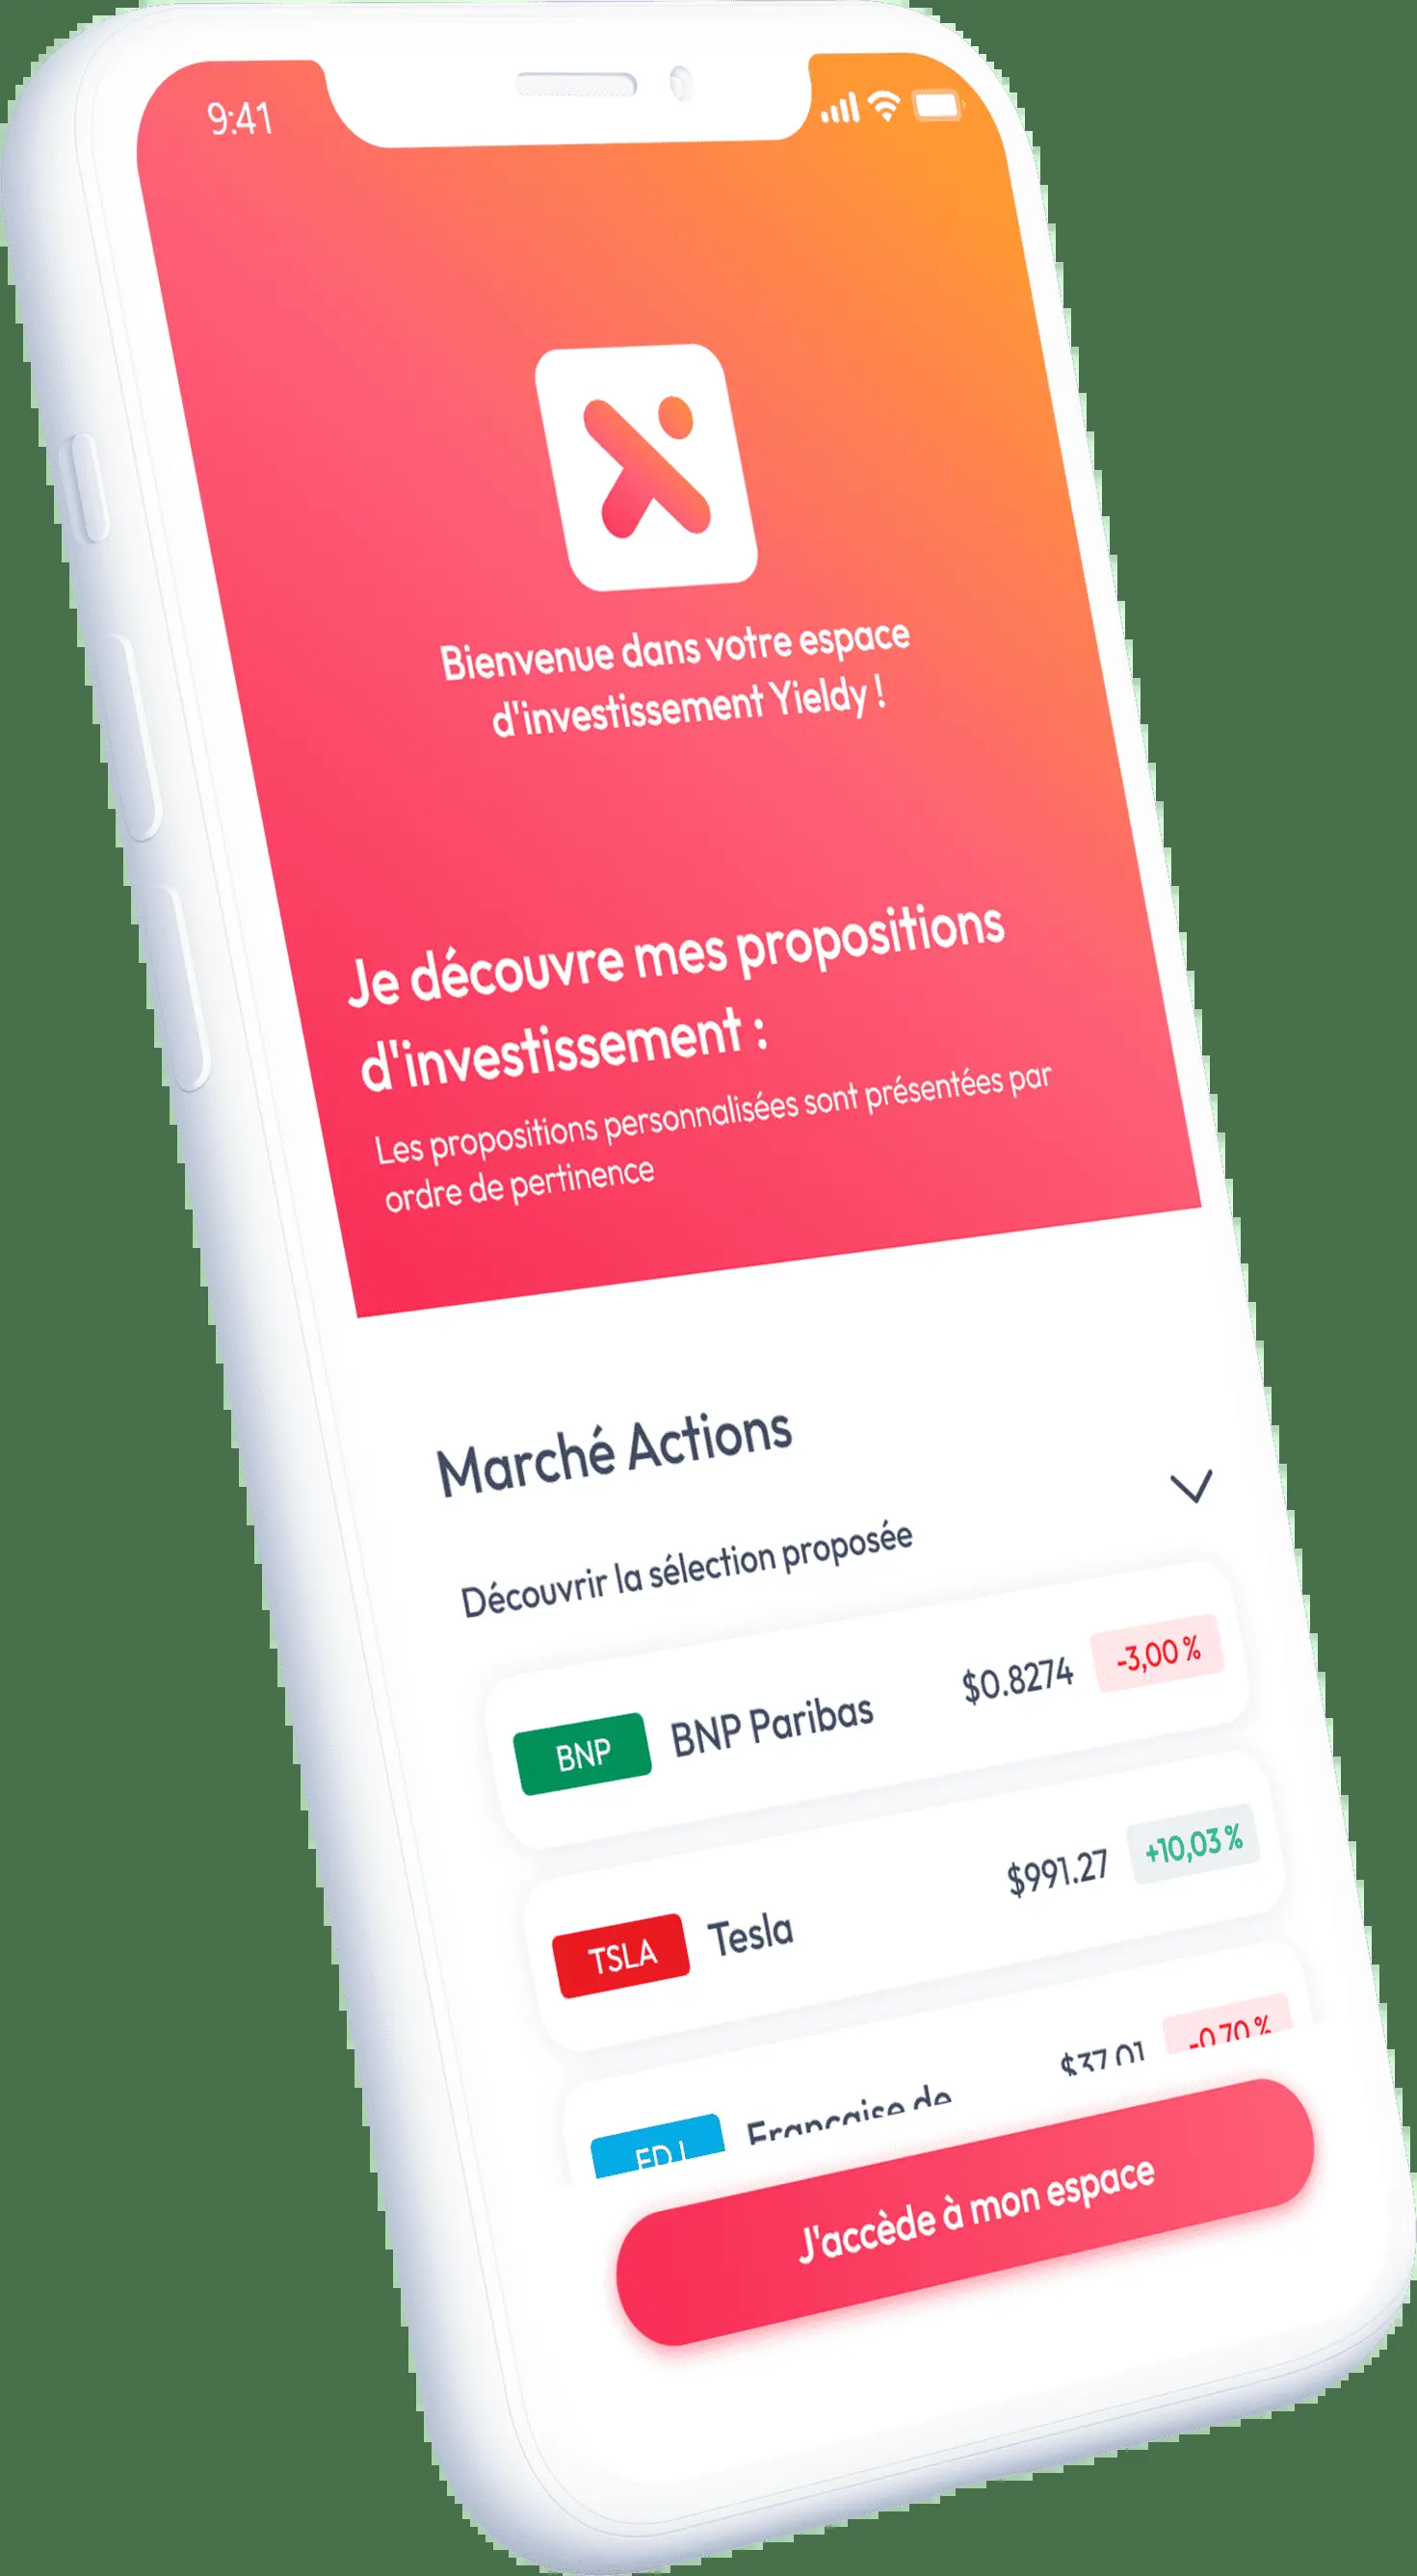 9:41
Bienvenue dans votre espace
d'investissement Yieldy !
Je découvre mes propositions
d'investissement :
Les propositions personnalisées sont présentées par
ordre de pertinence
Marché Actions
Découvrir la sélection proposée
BNP BNP Paribas $0.8274 -3,00 %
TSLA Tesla $991.27 +10,03 %
FDJ Française de $37.01 -0,70 %
J'accède à mon espace